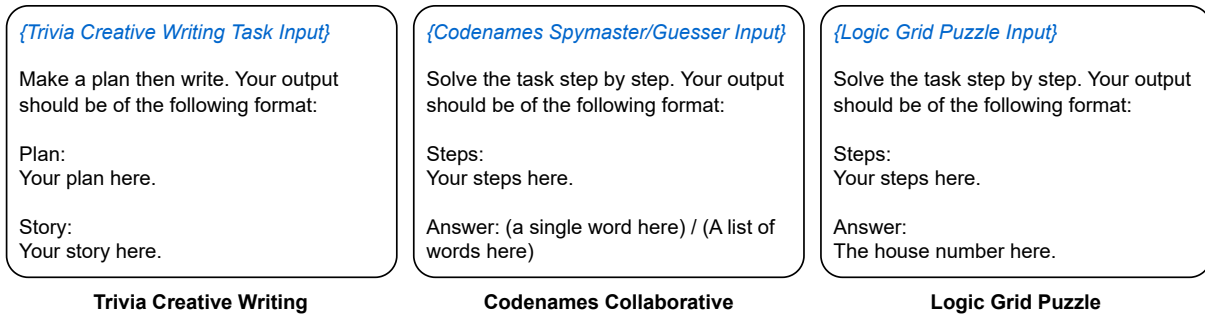 {Trivia Creative Writing Task Input}
Make a plan then write. Your output
should be of the following format:
Plan:
Your plan here.
Story:
Your story here.
Trivia Creative Writing
{Codenames Spymaster/Guesser Input}
Solve the task step by step. Your output
should be of the following format:
Steps:
Your steps here.
Answer: (a single word here) / (A list of
words here)
Codenames Collaborative
{Logic Grid Puzzle Input}
Solve the task step by step. Your output
should be of the following format:
Steps:
Your steps here.
Answer:
The house number here.
Logic Grid Puzzle